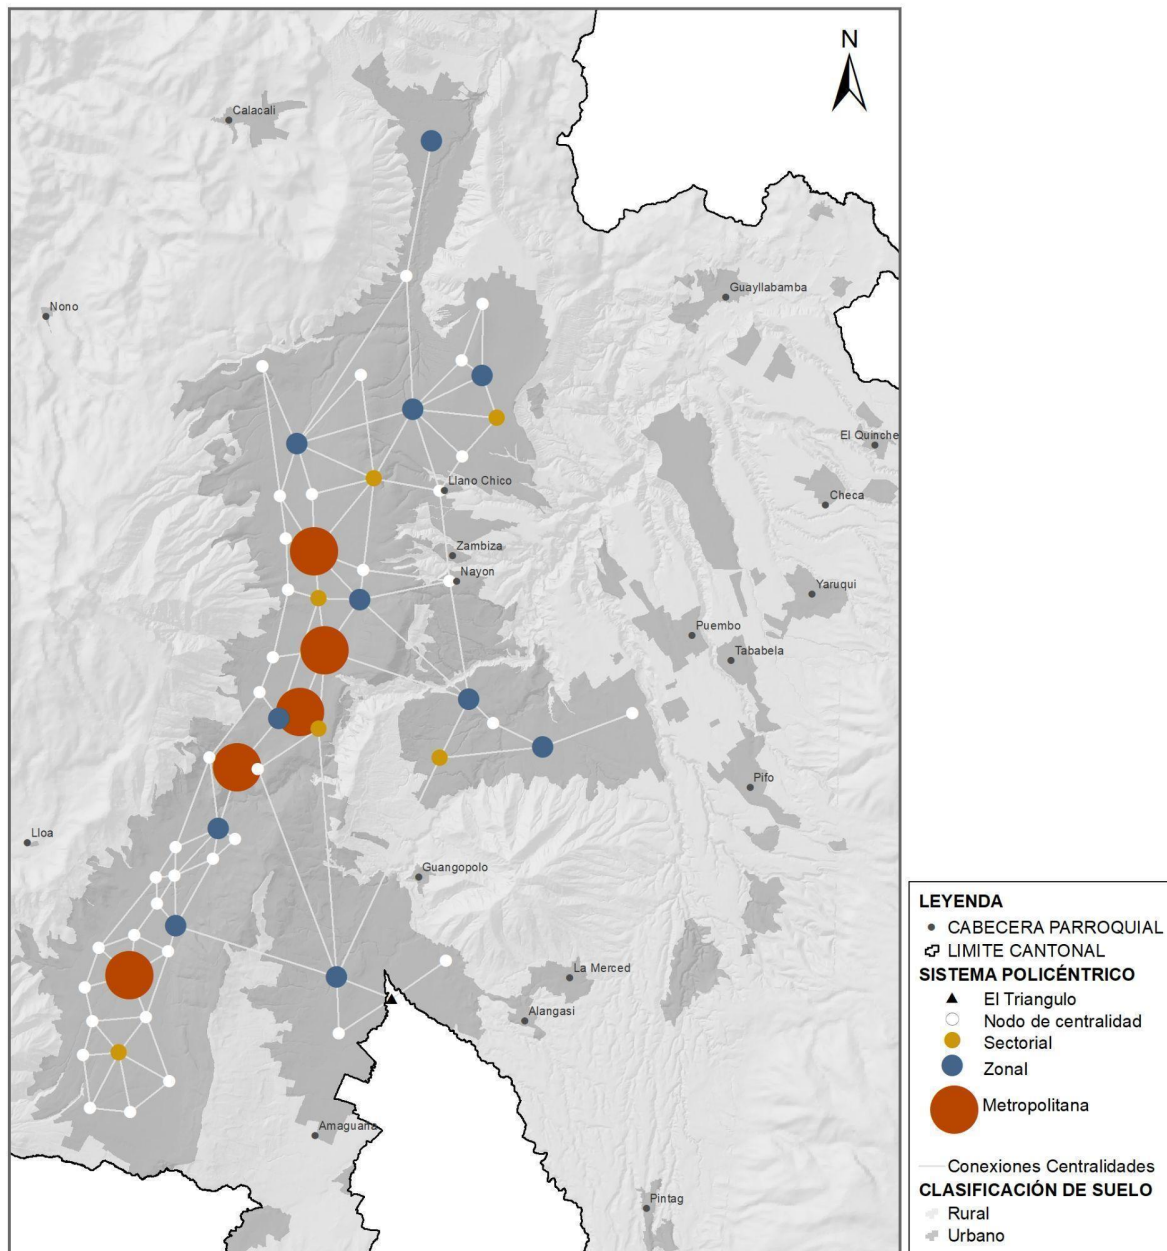 N
Calacali
Nono
Guayllabamba
El Quinche
Llano Chico
Checa
Zambiza
Nayon
Yaruqui
Puembo
Tababela
Pifo
Lloa
Guangopolo
La Merced
Alangasi
Amaguana
Pintag
LEYENDA
CABECERA PARROQUIAL
LIMITE CANTONAL
SISTEMA POLICÉNTRICO
El Triangulo
Nodo de centralidad
Sectorial
Zonal
Metropolitana
Conexiones Centralidades
CLASIFICACIÓN DE SUELO
Rural
Urbano